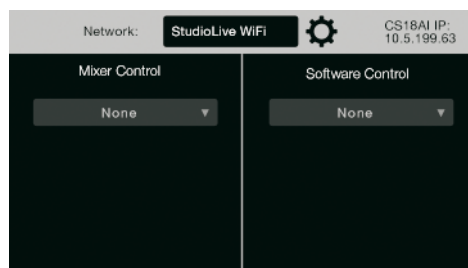 Network: StudioLive WiFi CS18AI IP:
10.5.199.63
Mixer Control Software Control
None None